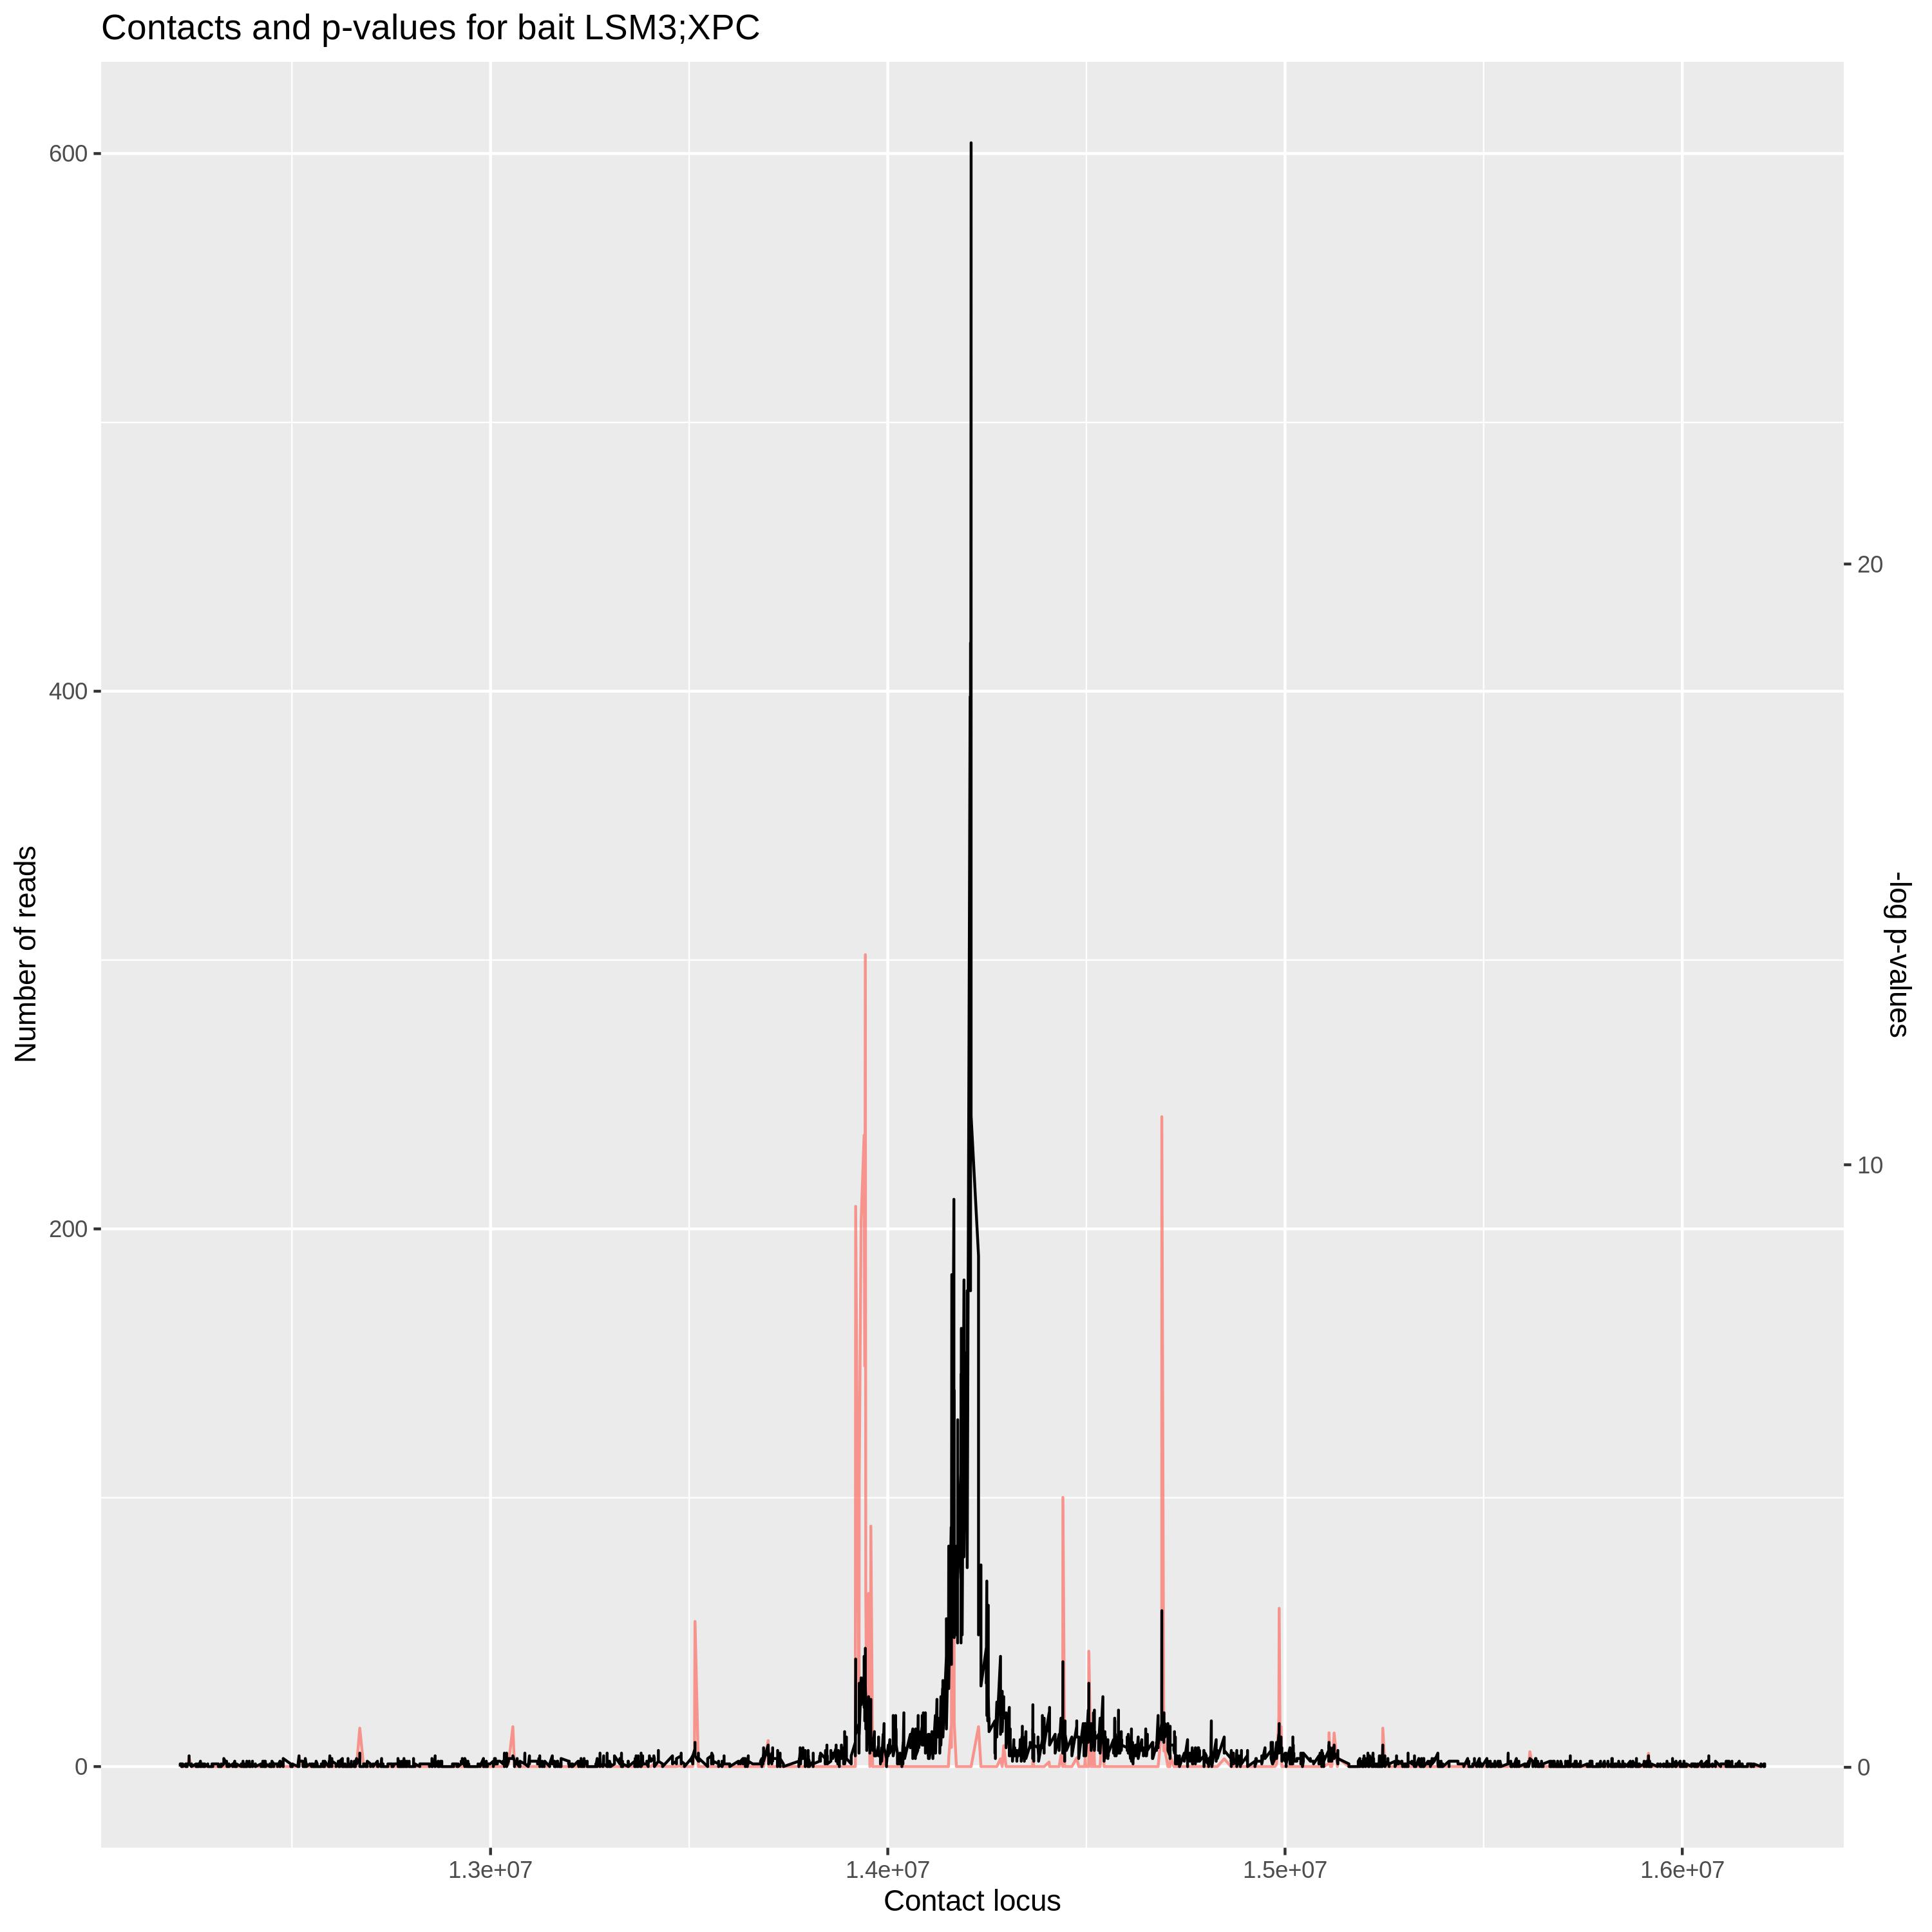 Contacts and p-values for bait LSM3;XPC
600
400
200
0
Number of reads
20
10
0
-log p-values
1.3e+07
1.4e+07
1.5e+07
1.6e+07
Contact locus